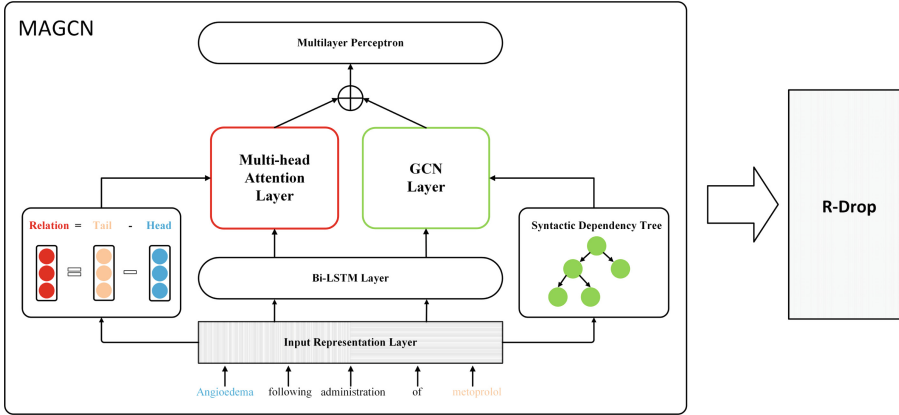 MAGCN
Multilayer Perceptron
Multi-head
Attention
Layer
GCN
Layer
R-Drop
Relation = Tail - Head
Syntactic Dependency Tree
Bi-LSTM Layer
Input Representation Layer
Angioedema following administration of metoprolol